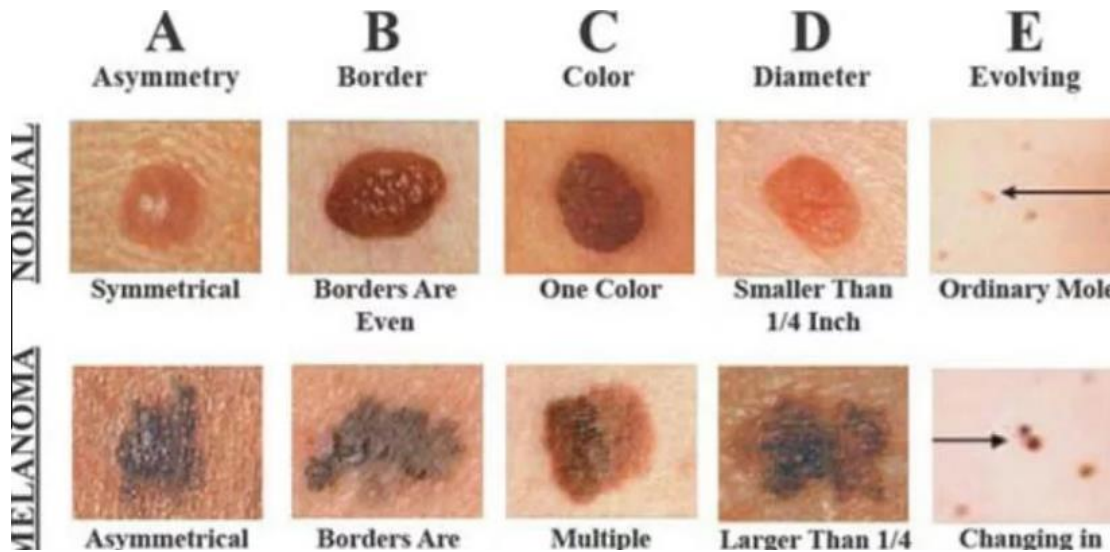 A B C D E
Asymmetry Border Color Diameter Evolving
NORMAL
Symmetrical Borders Are One Color Smaller Than Ordinary Mole
Even 1/4 Inch
MELANOMA
Asymmetrical Borders Are Multiple Larger Than 1/4 Changing in